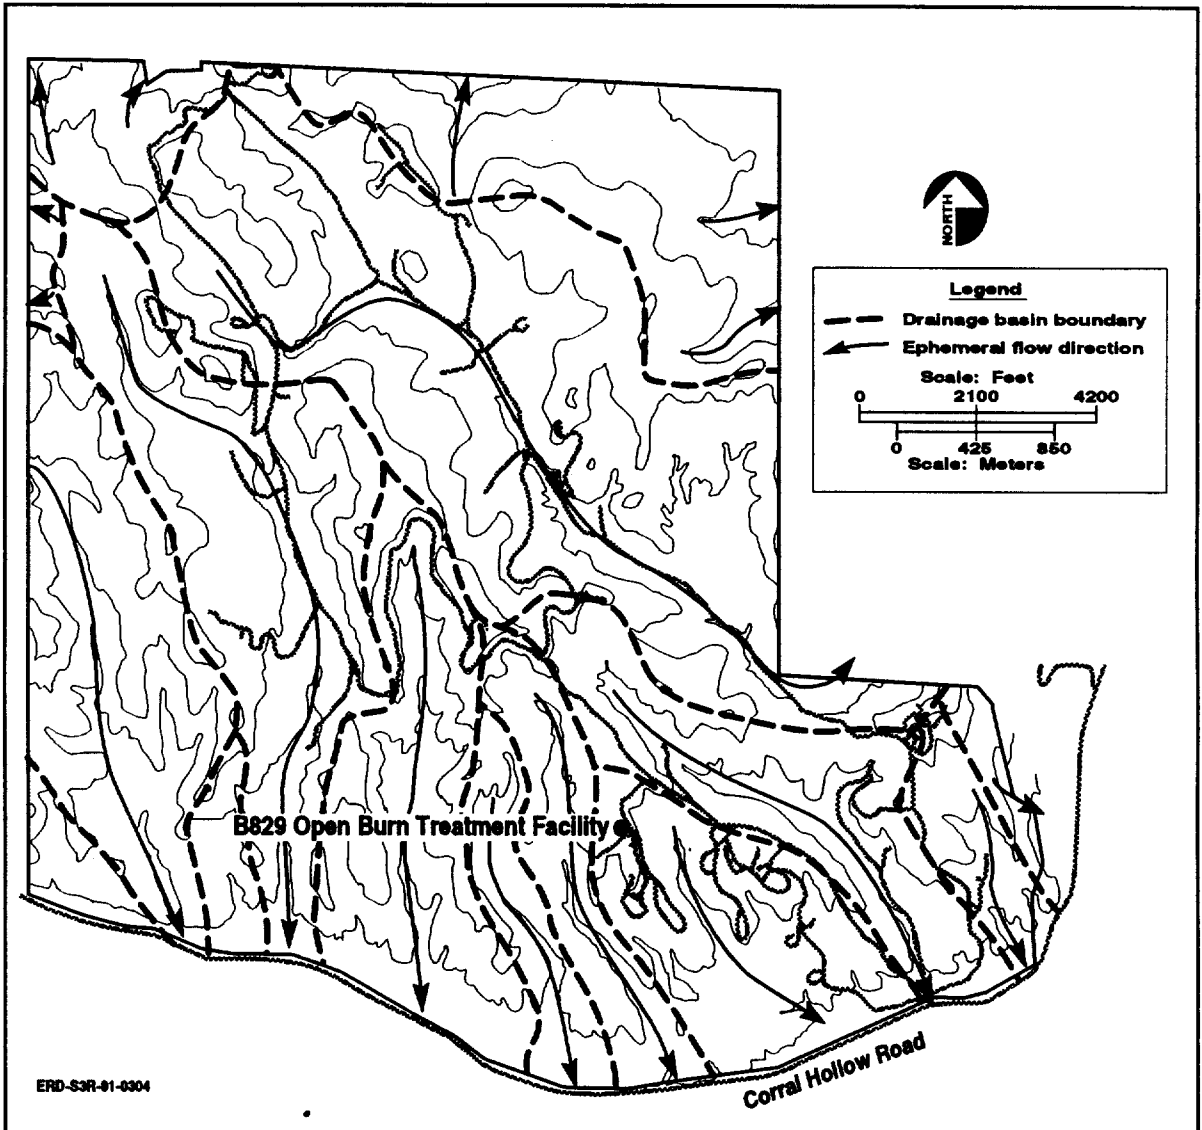 NORTH
Legend
Drainage basin boundary
Ephemeral flow direction
Scale: Feet
0 2100 4200
0 425 850
Scale: Meters
B829 Open Burn Treatment Facility
Corral Hollow Road
ERD-S3R-91-0304